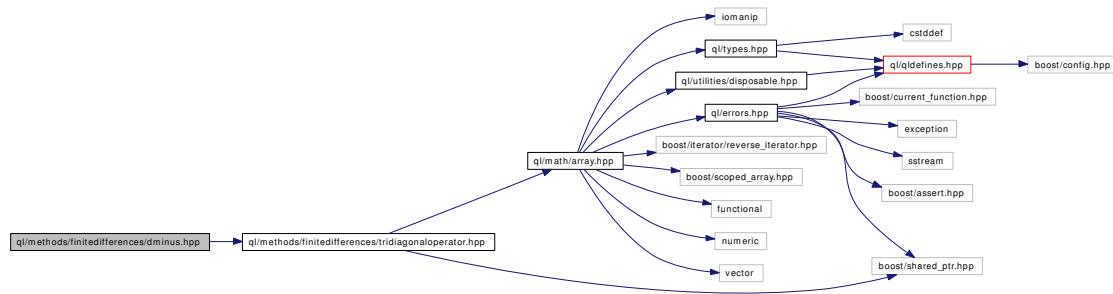 iomanip
cstddef
ql/types.hpp
ql/qldefines.hpp
boost/config.hpp
ql/utilities/disposable.hpp
boost/current_function.hpp
ql/errors.hpp
exception
boost/iterator/reverse_iterator.hpp
ql/math/array.hpp
sstream
boost/scoped_array.hpp
boost/assert.hpp
functional
ql/methods/finitedifferences/dminus.hpp
ql/methods/finitedifferences/tridiagonaloperator.hpp
numeric
boost/shared_ptr.hpp
vector